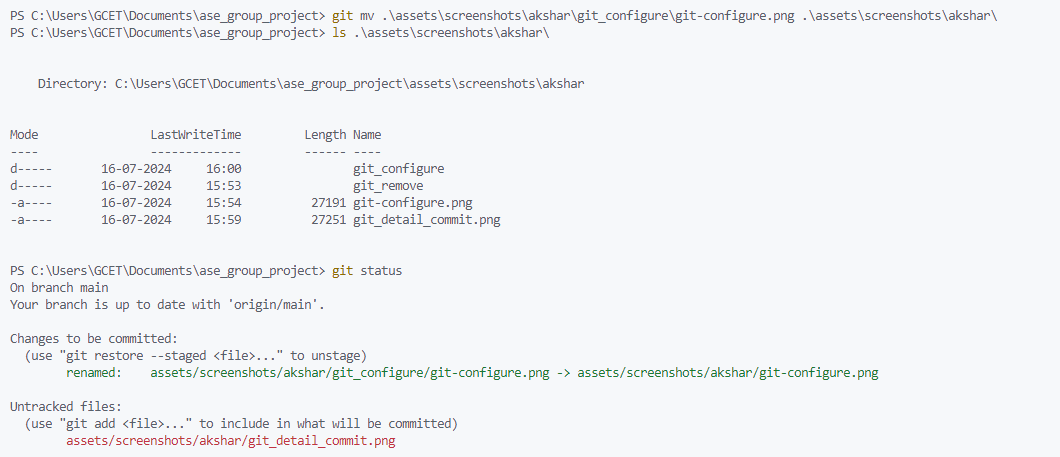 PS C:\Users\GCET\Documents\ase_group_project> git mv .\assets\screenshots\akshar\git_configure\git-configure.png .\assets\screenshots\akshar\
PS C:\Users\GCET\Documents\ase_group_project> ls .\assets\screenshots\akshar\
Directory: C:\Users\GCET\Documents\ase_group_project\assets\screenshots\akshar
Mode                 LastWriteTime         Length Name
----                 -------------         ------ ----
d-----       16-07-2024     16:00                git_configure
d-----       16-07-2024     15:53                git_remove
-a----       16-07-2024     15:54          27191 git-configure.png
-a----       16-07-2024     15:59          27251 git_detail_commit.png
PS C:\Users\GCET\Documents\ase_group_project> git status
On branch main
Your branch is up to date with 'origin/main'.
Changes to be committed:
  (use "git restore --staged <file>..." to unstage)
        renamed:    assets/screenshots/akshar/git_configure/git-configure.png -> assets/screenshots/akshar/git-configure.png
Untracked files:
  (use "git add <file>..." to include in what will be committed)
        assets/screenshots/akshar/git_detail_commit.png